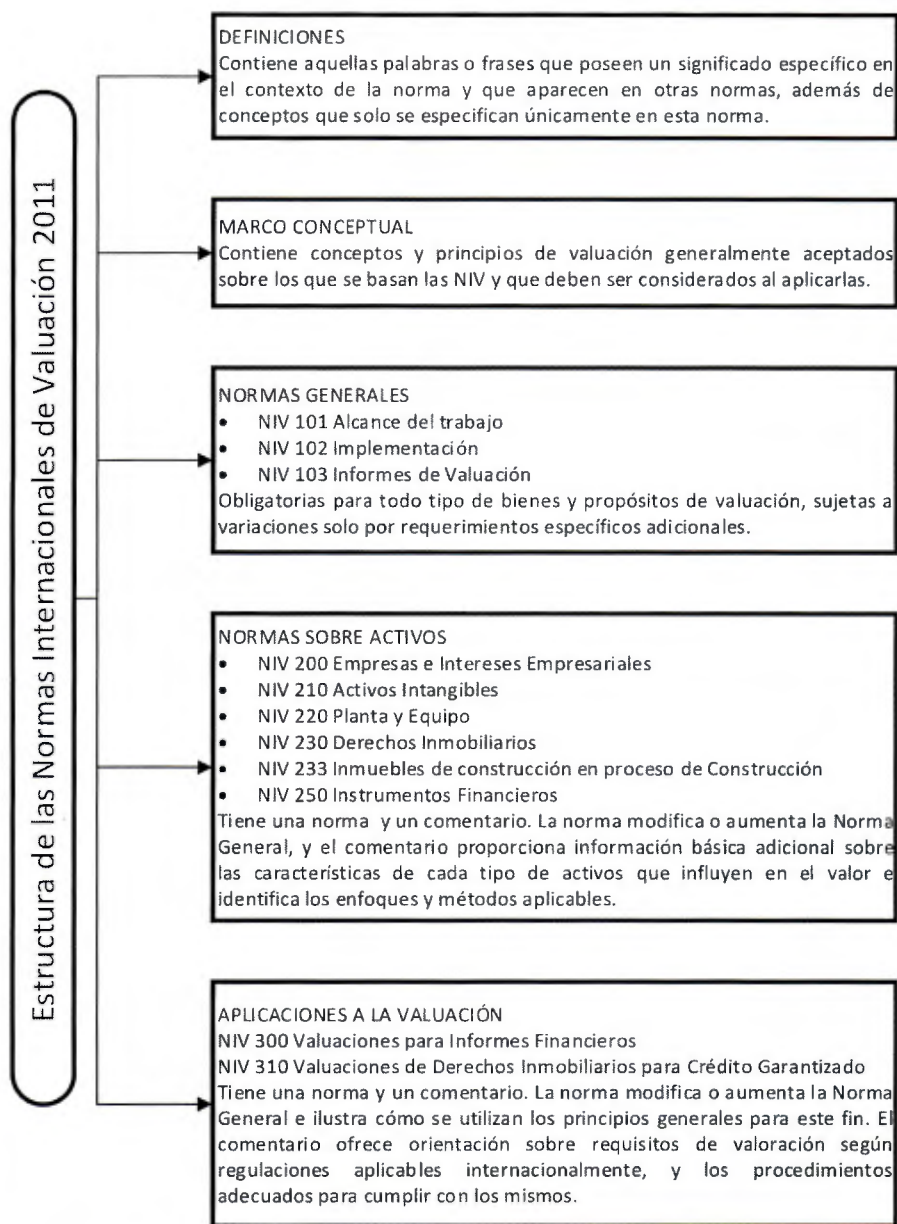 Estructura de las Normas Internacionales de Valuación 2011
DEFINICIONES
Contiene aquellas palabras o frases que poseen un significado específico en
el contexto de la norma y que aparecen en otras normas, además de
conceptos que solo se especifican únicamente en esta norma.
MARCO CONCEPTUAL
Contiene conceptos y principios de valuación generalmente aceptados
sobre los que se basan las NIV y que deben ser considerados al aplicarlas.
NORMAS GENERALES
• NIV 101 Alcance del trabajo
• NIV 102 Implementación
• NIV 103 Informes de Valuación
Obligatorias para todo tipo de bienes y propósitos de valuación, sujetas a
variaciones solo por requerimientos específicos adicionales.
NORMAS SOBRE ACTIVOS
• NIV 200 Empresas e Intereses Empresariales
• NIV 210 Activos Intangibles
• NIV 220 Planta y Equipo
• NIV 230 Derechos Inmobiliarios
• NIV 233 Inmuebles de construcción en proceso de Construcción
• NIV 250 Instrumentos Financieros
Tiene una norma y un comentario. La norma modifica o aumenta la Norma
General, y el comentario proporciona información básica adicional sobre
las características de cada tipo de activos que influyen en el valor e
identifica los enfoques y métodos aplicables.
APLICACIONES A LA VALUACIÓN
NIV 300 Valuaciones para Informes Financieros
NIV 310 Valuaciones de Derechos Inmobiliarios para Crédito Garantizado
Tiene una norma y un comentario. La norma modifica o aumenta la Norma
General e ilustra cómo se utilizan los principios generales para este fin. El
comentario ofrece orientación sobre requisitos de valoración según
regulaciones aplicables internacionalmente, y los procedimientos
adecuados para cumplir con los mismos.